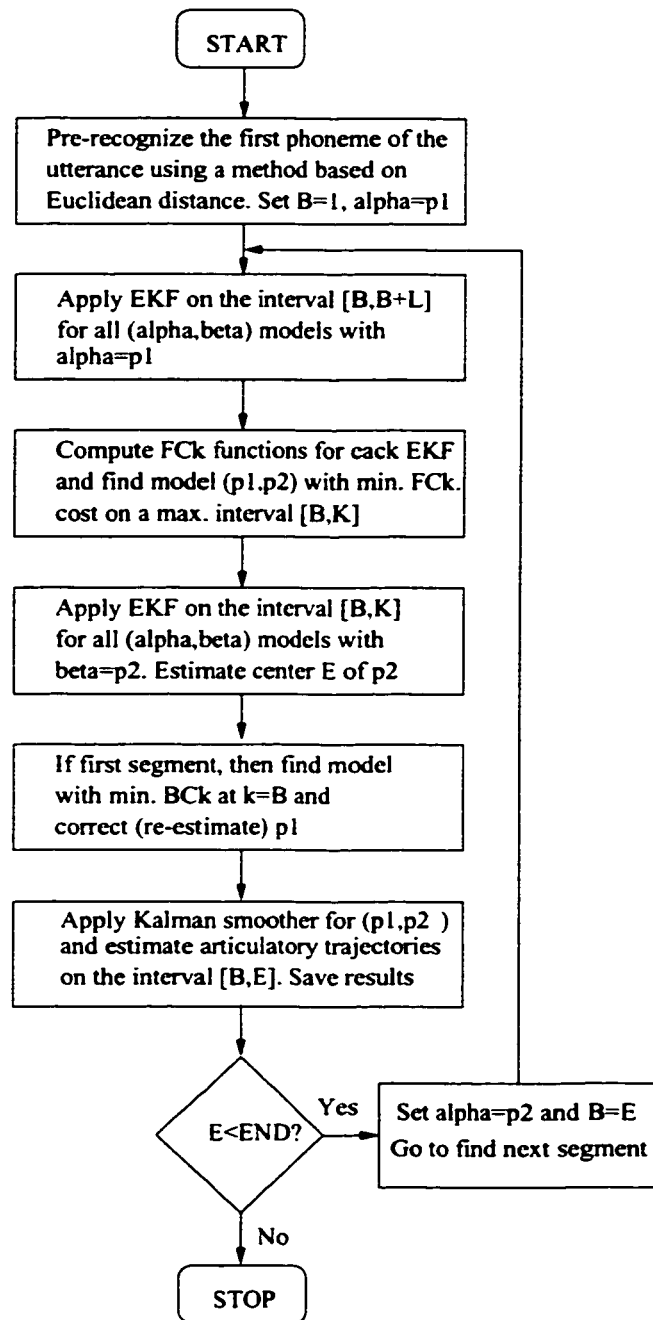 START
Pre-recognize the first phoneme of the
utterance using a method based on
Euclidean distance. Set B=1, alpha=p1
Apply EKF on the interval [B,B+L]
for all (alpha,beta) models with
alpha=p1
Compute FCk functions for cack EKF
and find model (p1,p2) with min. FCk.
cost on a max. interval [B,K]
Apply EKF on the interval [B,K]
for all (alpha,beta) models with
beta=p2. Estimate center E of p2
If first segment, then find model
with min. BCk at k=B and
correct (re-estimate) p1
Apply Kalman smoother for (p1,p2 )
and estimate articulatory trajectories
on the interval [B,E]. Save results
E<END?
Yes
Set alpha=p2 and B=E
Go to find next segment
No
STOP